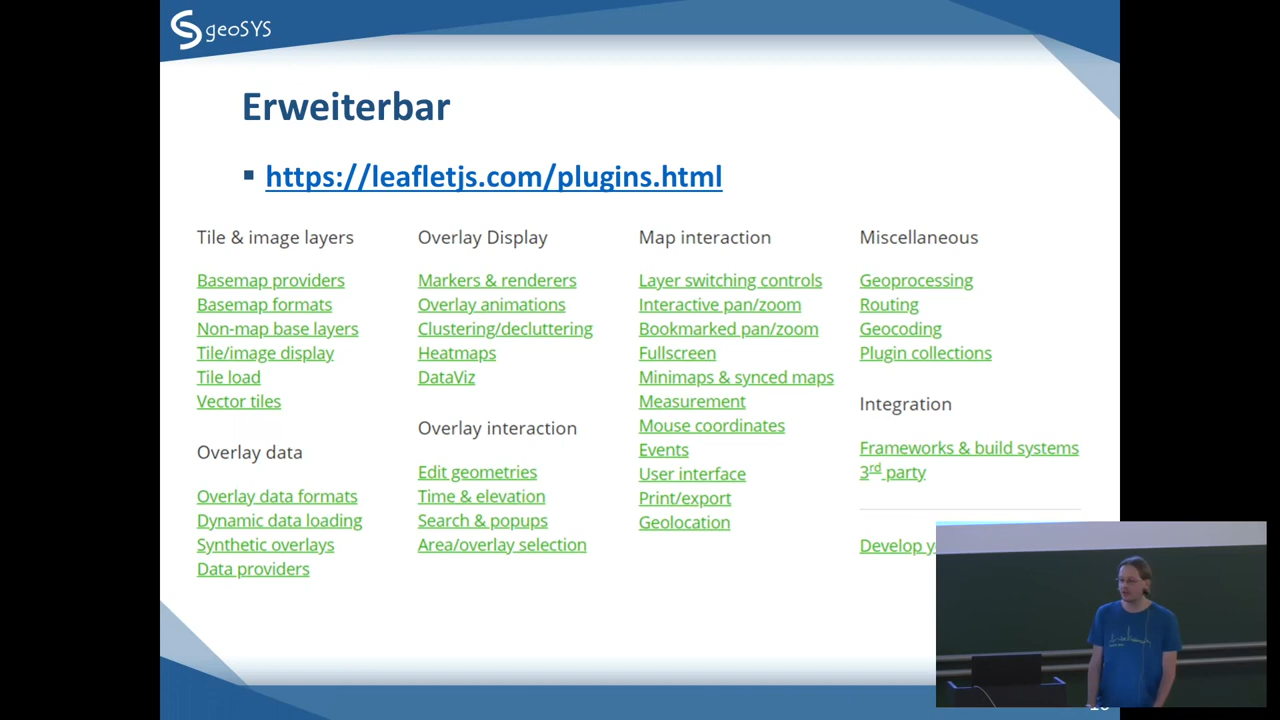 geoSYS
Erweiterbar
https://leafletjs.com/plugins.html
Tile & image layers
Basemap providers
Basemap formats
Non-map base layers
Tile/image display
Tile load
Vector tiles
Overlay data
Overlay data formats
Dynamic data loading
Synthetic overlays
Data providers
Overlay Display
Markers & renderers
Overlay animations
Clustering/decluttering
Heatmaps
DataViz
Overlay interaction
Edit geometries
Time & elevation
Search & popups
Area/overlay selection
Map interaction
Layer switching controls
Interactive pan/zoom
Bookmarked pan/zoom
Fullscreen
Minimaps & synced maps
Measurement
Mouse coordinates
Events
User interface
Print/export
Geolocation
Miscellaneous
Geoprocessing
Routing
Geocoding
Plugin collections
Integration
Frameworks & build systems
3rd party
Develop